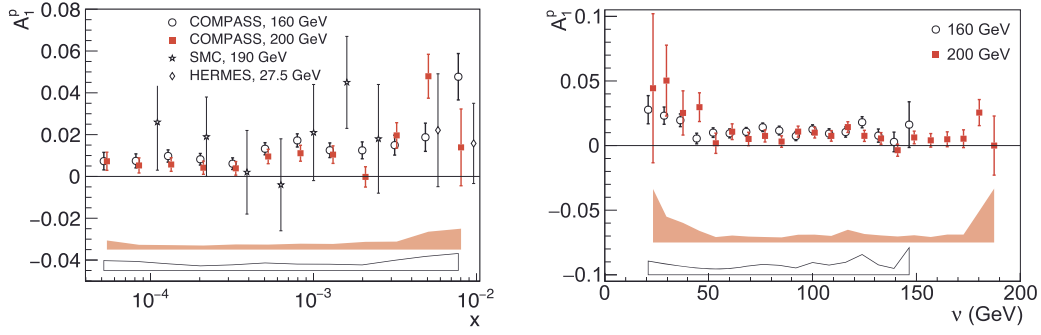 A₁ᵖ
0.08
0.06
0.04
0.02
0
−0.02
−0.04
COMPASS, 160 GeV
COMPASS, 200 GeV
SMC, 190 GeV
HERMES, 27.5 GeV
10⁻⁴
10⁻³
10⁻²
x
A₁ᵖ
0.1
0.05
0
−0.05
−0.1
160 GeV
200 GeV
0
50
100
150
200
ν (GeV)